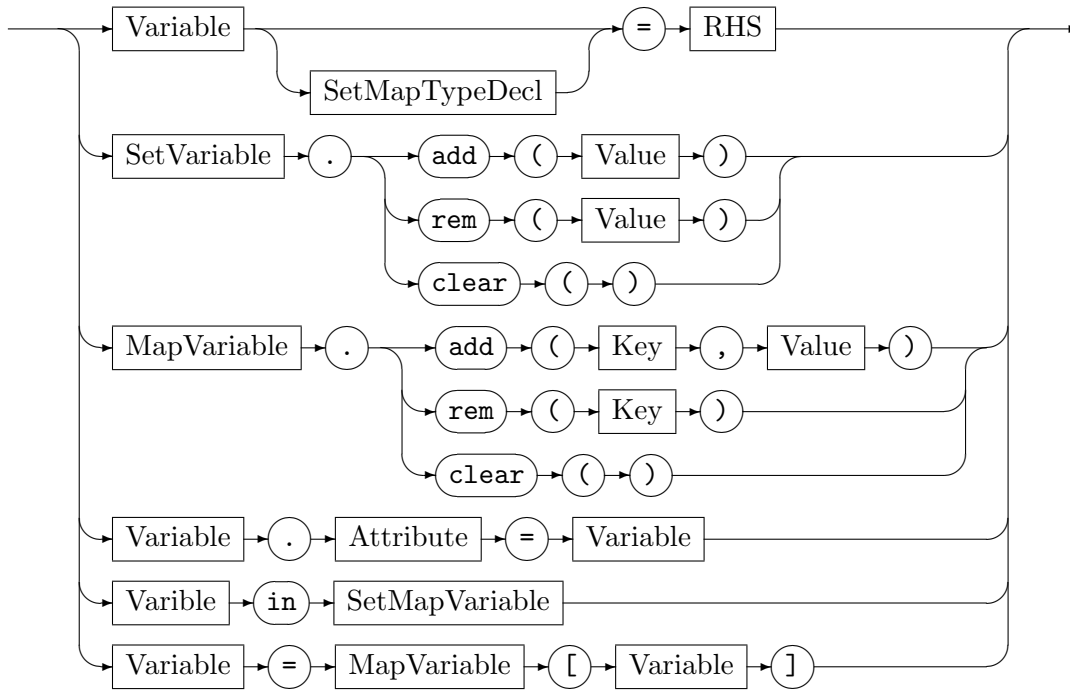 Variable = RHS
SetMapTypeDecl
SetVariable . add ( Value )
rem ( Value )
clear ( )
MapVariable . add ( Key , Value )
rem ( Key )
clear ( )
Variable . Attribute = Variable
Varible in SetMapVariable
Variable = MapVariable [ Variable ]